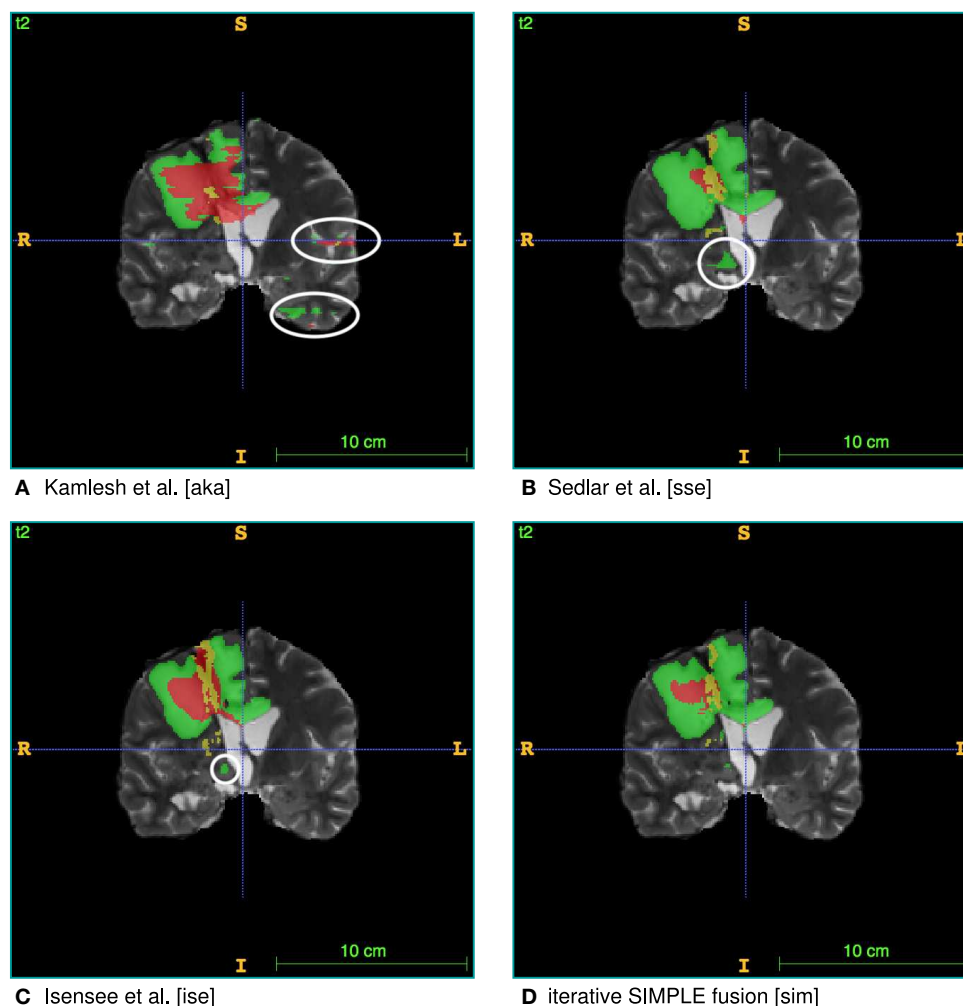 t2
S
R
L
10 cm
I
A Kamlesh et al. [aka]
t2
S
R
10 cm
I
B Sedlar et al. [sse]
t2
S
R
L
10 cm
I
C Isensee et al. [ise]
t2
S
R
10 cm
I
D iterative SIMPLE fusion [sim]